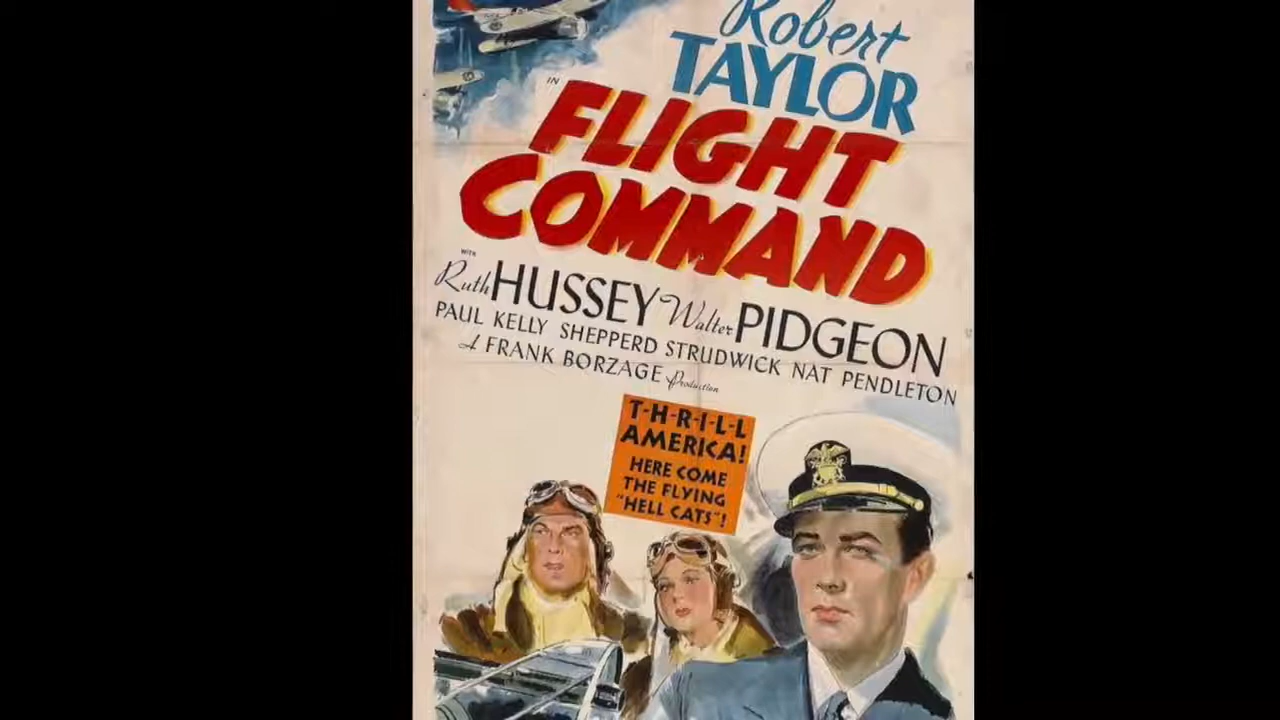 Robert
TAYLOR
IN
FLIGHT
COMMAND
WITH
Ruth HUSSEY Walter PIDGEON
PAUL KELLY SHEPPERD STRUDWICK NAT PENDLETON
A FRANK BORZAGE Production
T-H-R-I-L-L
AMERICA!
HERE COME
THE FLYING
"HELL CATS"!